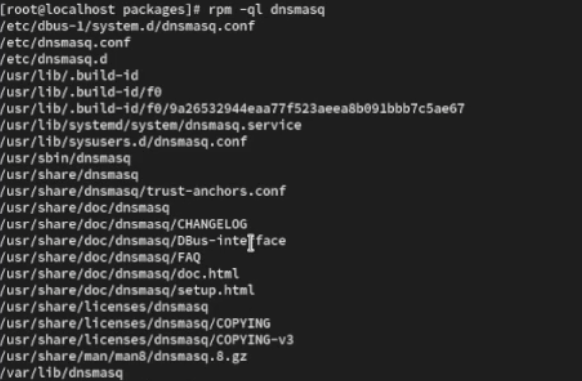 [root@localhost packages]# rpm -ql dnsmasq
/etc/dbus-1/system.d/dnsmasq.conf
/etc/dnsmasq.conf
/etc/dnsmasq.d
/usr/lib/.build-id
/usr/lib/.build-id/f0
/usr/lib/.build-id/f0/9a26532944eaa77f523aeea8b091bbb7c5ae67
/usr/lib/systemd/system/dnsmasq.service
/usr/lib/sysusers.d/dnsmasq.conf
/usr/sbin/dnsmasq
/usr/share/dnsmasq
/usr/share/dnsmasq/trust-anchors.conf
/usr/share/doc/dnsmasq
/usr/share/doc/dnsmasq/CHANGELOG
/usr/share/doc/dnsmasq/DBus-interface
/usr/share/doc/dnsmasq/FAQ
/usr/share/doc/dnsmasq/doc.html
/usr/share/doc/dnsmasq/setup.html
/usr/share/licenses/dnsmasq
/usr/share/licenses/dnsmasq/COPYING
/usr/share/licenses/dnsmasq/COPYING-v3
/usr/share/man/man8/dnsmasq.8.gz
/var/lib/dnsmasq